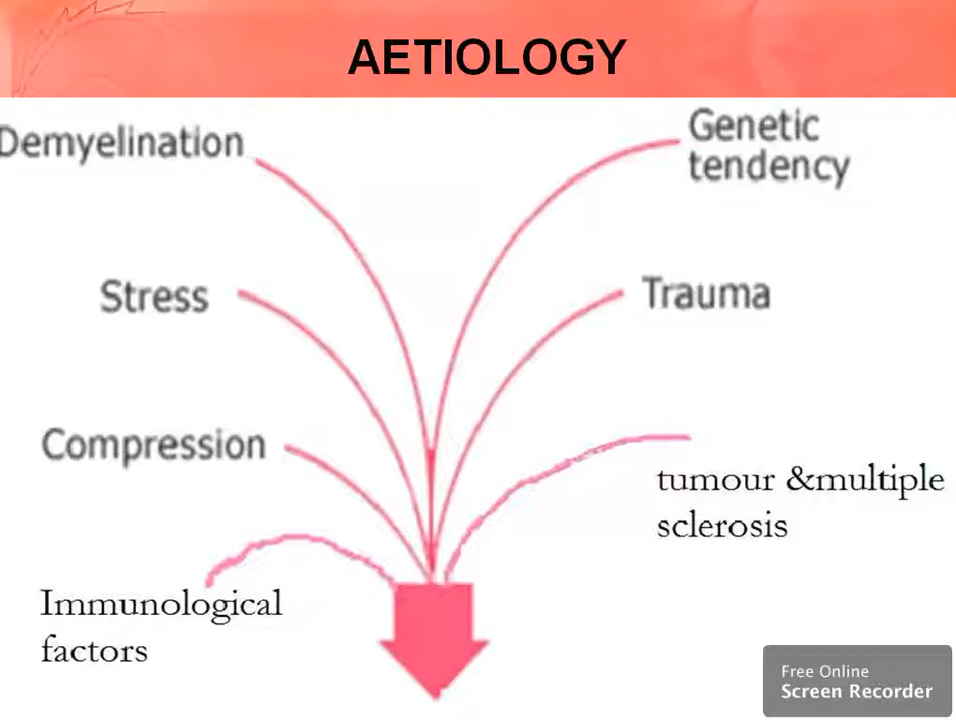 AETIOLOGY
Demyelination
Genetic
tendency
Stress
Trauma
Compression
tumour &multiple
sclerosis
Immunological
factors
Free Online
Screen Recorder